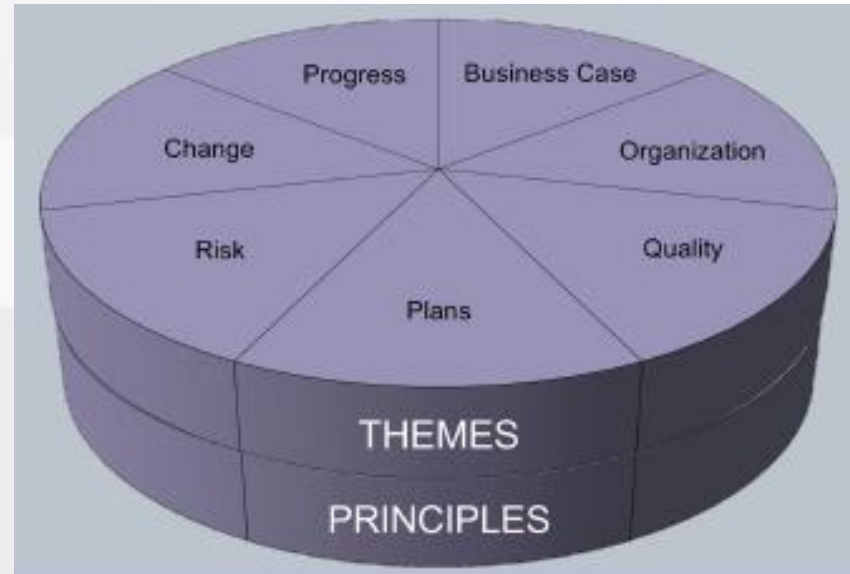 Progress
Business Case
Change
Organization
Risk
Quality
Plans
THEMES
PRINCIPLES